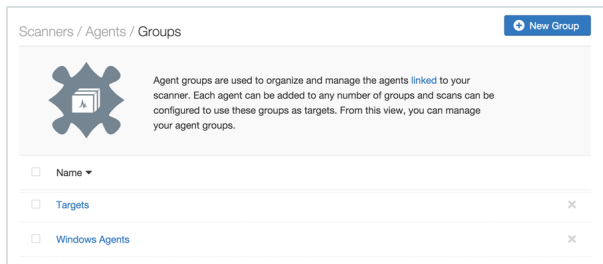 Scanners / Agents / Groups
New Group
Agent groups are used to organize and manage the agents linked to your
scanner. Each agent can be added to any number of groups and scans can be
configured to use these groups as targets. From this view, you can manage
your agent groups.
Name
Targets
Windows Agents